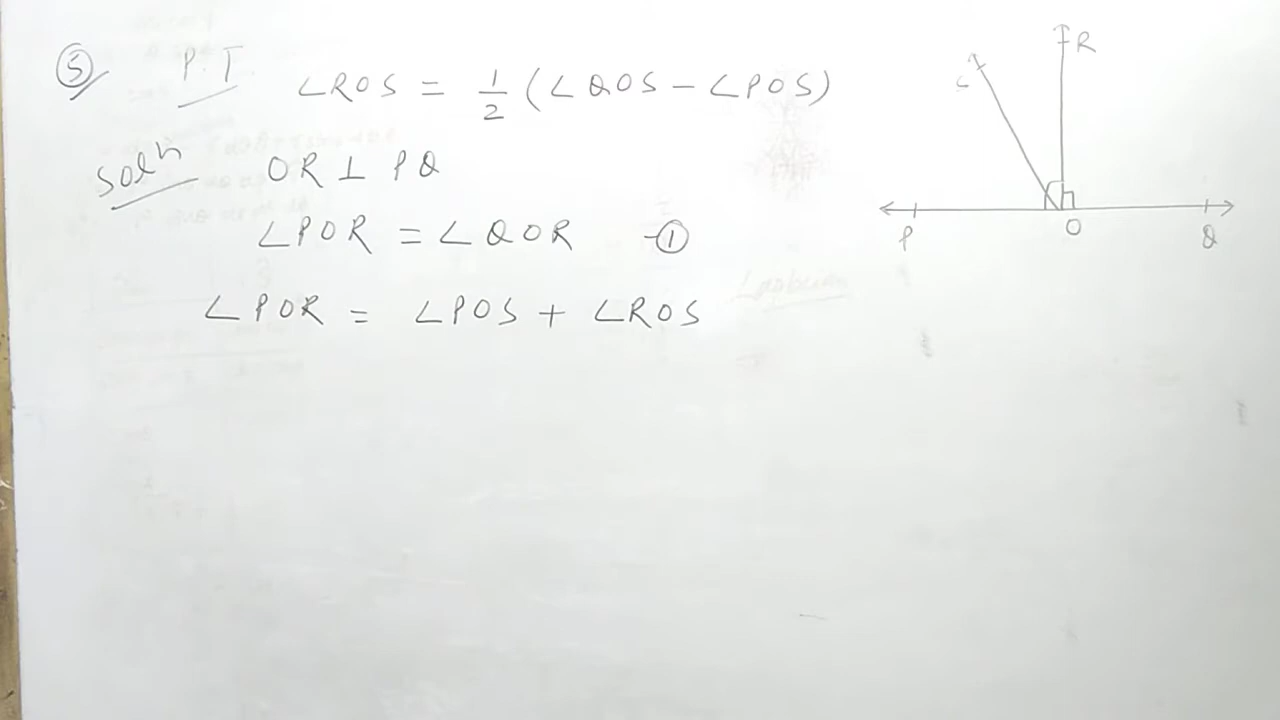 5 P.T ∠ROS = 1/2 (∠QOS - ∠POS)
Solⁿ OR ⊥ PQ
∠POR = ∠QOR -①
∠POR = ∠POS + ∠ROS
R
P O Q